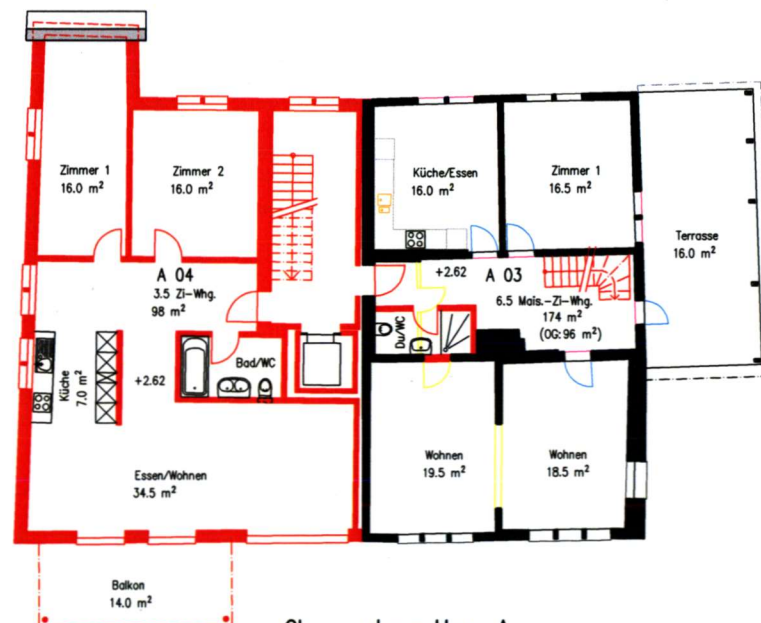 Zimmer 1
16.0 m²
Zimmer 2
16.0 m²
Küche/Essen
16.0 m²
Zimmer 1
16.5 m²
Terrasse
16.0 m²
A 04
3.5 Zi-Whg.
98 m²
+2.62
A 03
6.5 Mais.-Zi-Whg.
174 m²
(OG:96 m²)
Du/WC
Küche
7.0 m²
+2.62
Bad/WC
Essen/Wohnen
34.5 m²
Wohnen
19.5 m²
Wohnen
18.5 m²
Balkon
14.0 m²